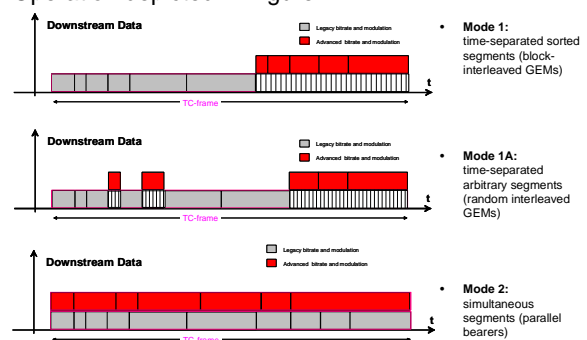 Downstream Data
Legacy bitrate and modulation
Advanced bitrate and modulation
t
TC-frame
• Mode 1:
time-separated sorted
segments (block-
interleaved GEMs)
Downstream Data
Legacy bitrate and modulation
Advanced bitrate and modulation
t
TC-frame
• Mode 1A:
time-separated
arbitrary segments
(random interleaved
GEMs)
Downstream Data
Legacy bitrate and modulation
Advanced bitrate and modulation
t
TC-frame
• Mode 2:
simultaneous
segments (parallel
bearers)